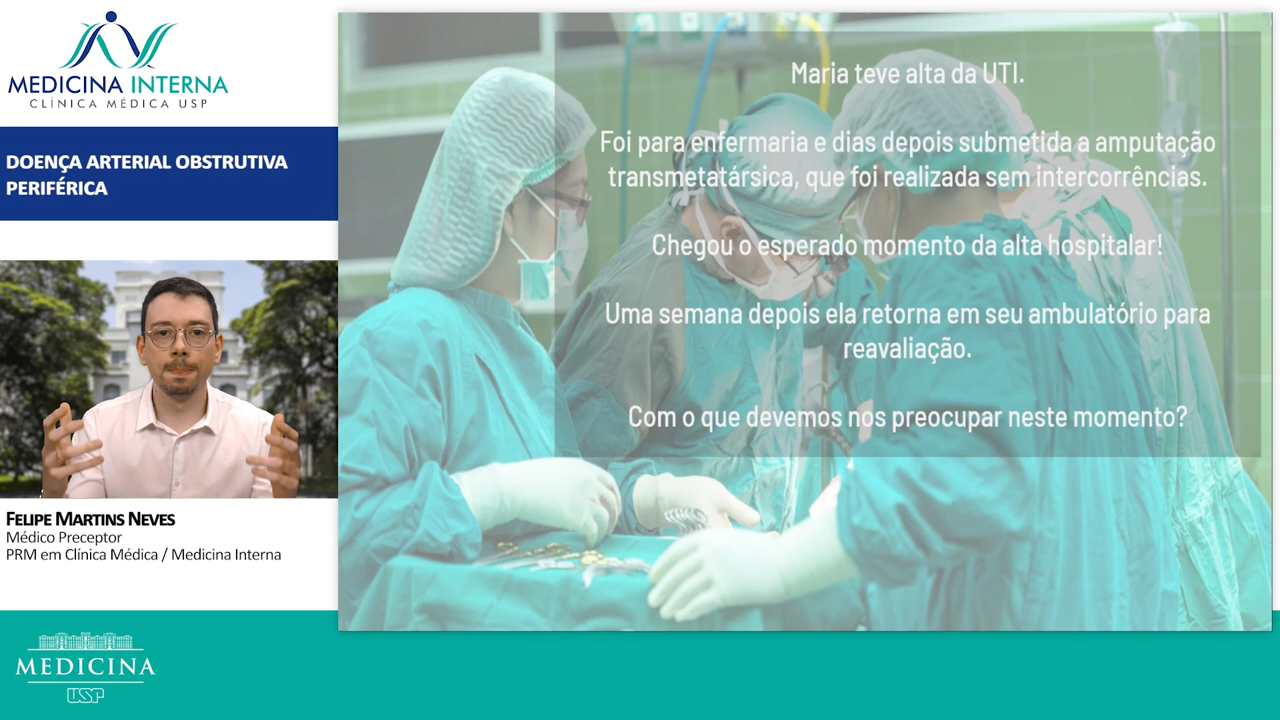 MEDICINA INTERNA
CLÍNICA MÉDICA USP
DOENÇA ARTERIAL OBSTRUTIVA
PERIFÉRICA
FELIPE MARTINS NEVES
Médico Preceptor
PRM em Clínica Médica / Medicina Interna
MEDICINA
USP
Maria teve alta da UTI.
Foi para enfermaria e dias depois submetida a amputação
transmetatársica, que foi realizada sem intercorrências.
Chegou o esperado momento da alta hospitalar!
Uma semana depois ela retorna em seu ambulatório para
reavaliação.
Com o que devemos nos preocupar neste momento?